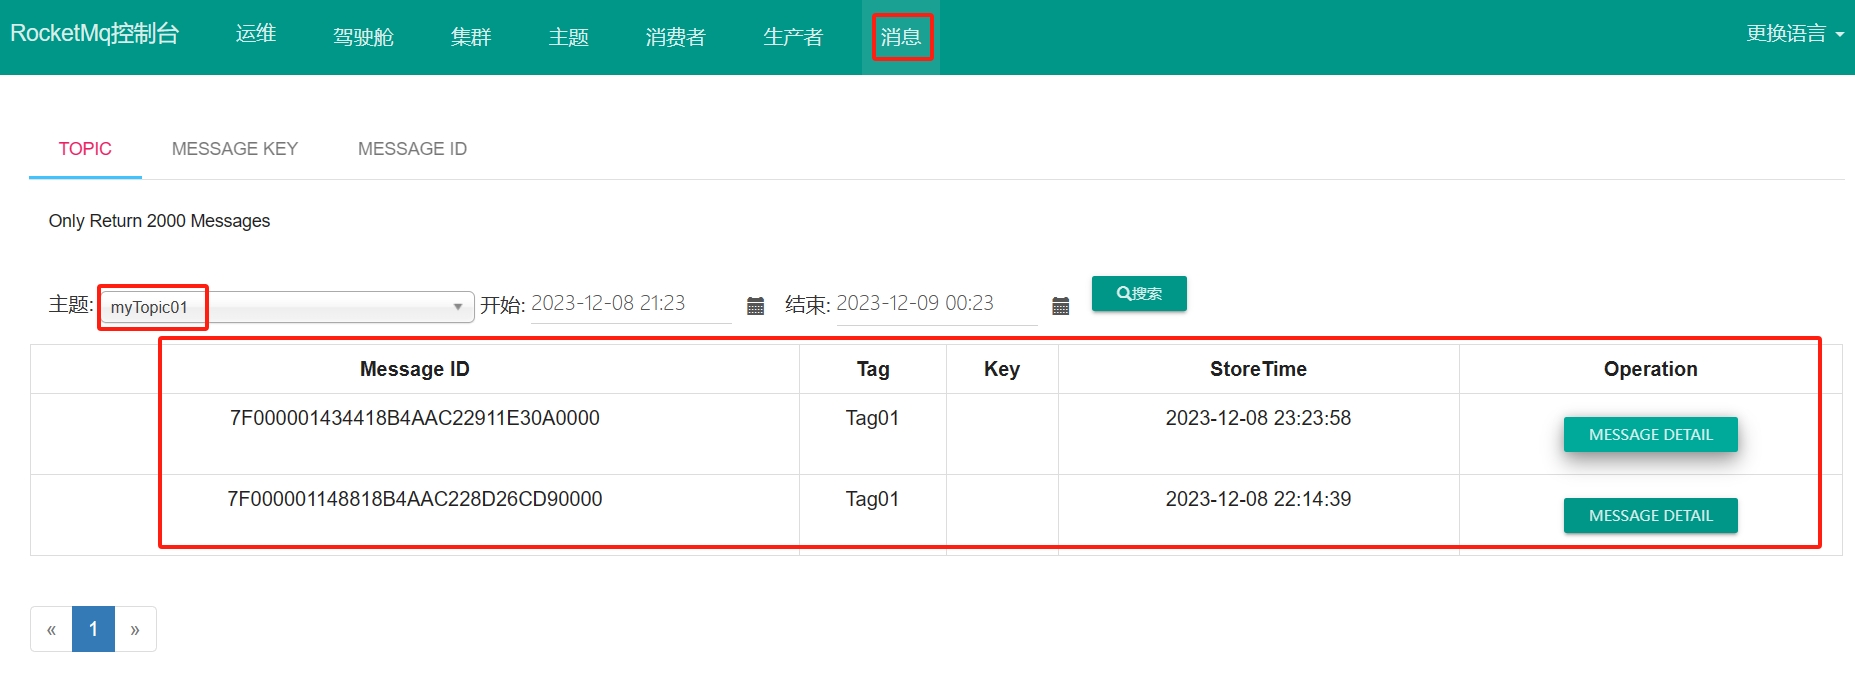 RocketMq控制台 运维 驾驶舱 集群 主题 消费者 生产者 消息 更换语言
TOPIC MESSAGE KEY MESSAGE ID
Only Return 2000 Messages
主题: myTopic01 开始: 2023-12-08 21:23 结束: 2023-12-09 00:23 搜索
Message ID Tag Key StoreTime Operation
7F000001434418B4AAC22911E30A0000 Tag01 2023-12-08 23:23:58 MESSAGE DETAIL
7F000001148818B4AAC228D26CD90000 Tag01 2023-12-08 22:14:39 MESSAGE DETAIL
« 1 »